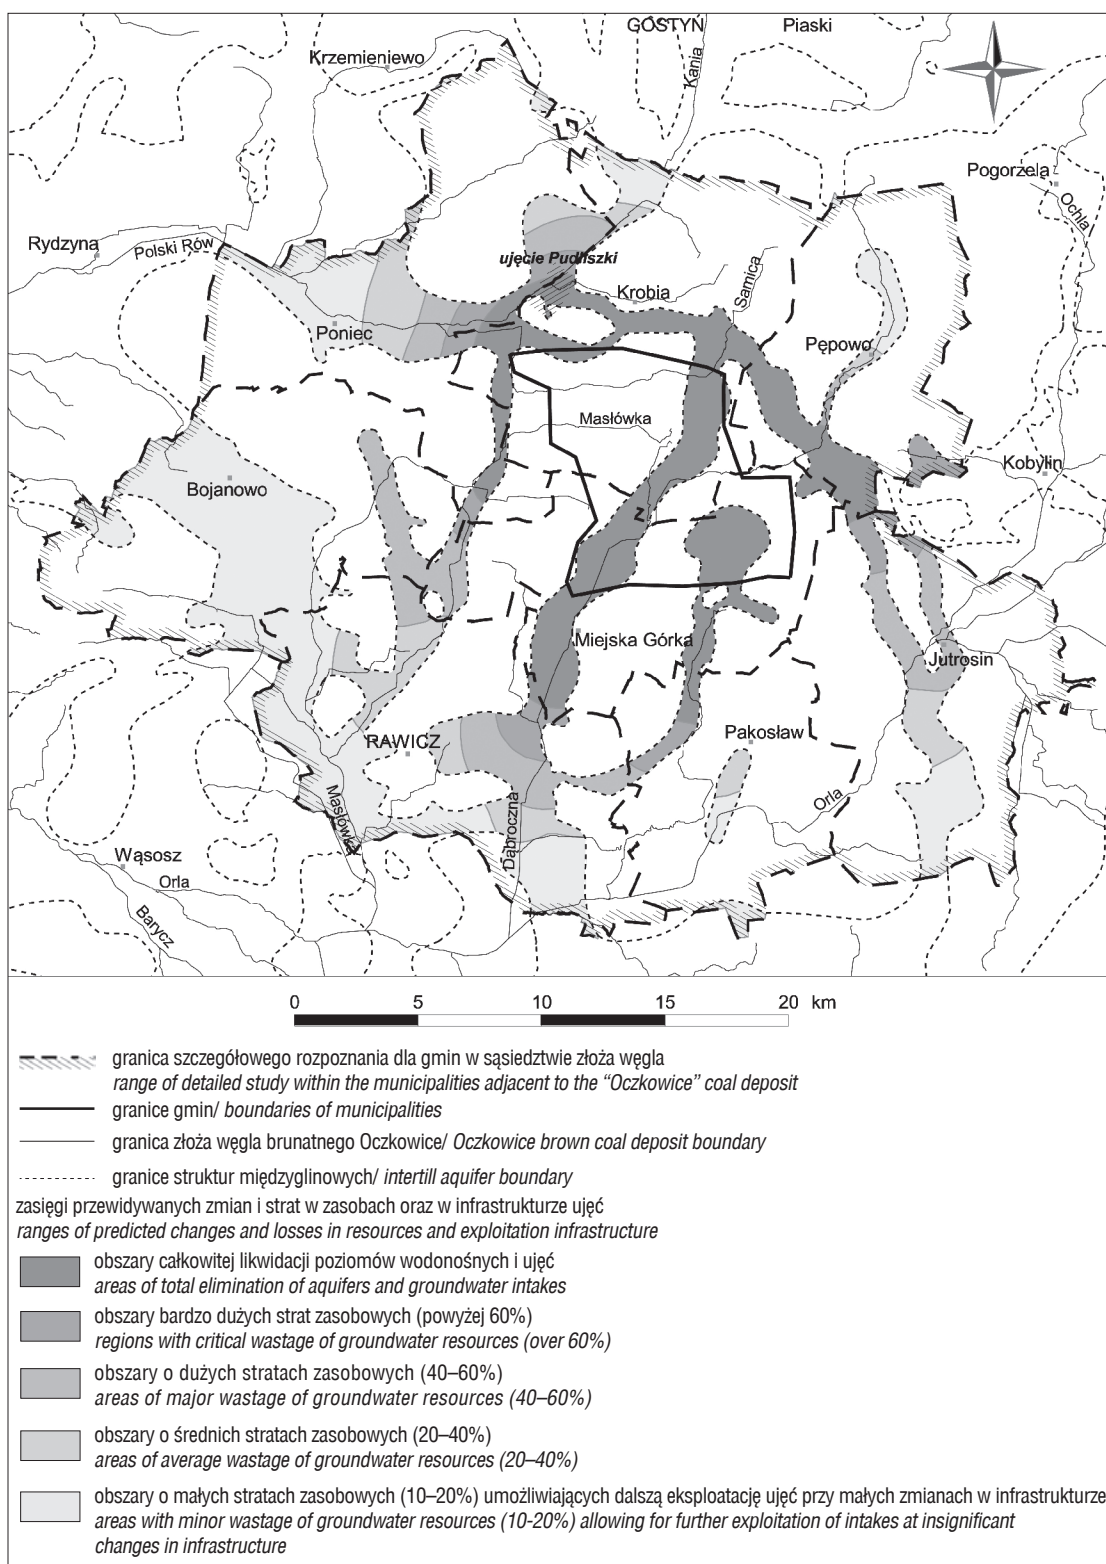 GOSTYŃ
Piaski
Krzemieniewo
Kania
Pogorzela
Ochla
Rydzyna
Polski Rów
ujęcie Pudliszki
Krobia
Samica
Poniec
Pępowo
Masłówka
Kobylin
Bojanowo
Miejska Górka
Jutrosin
RAWICZ
Pakosław
Orla
Masłówka
Dąbroczna
Wąsosz
Orla
Barycz
0 5 10 15 20 km
granica szczegółowego rozpoznania dla gmin w sąsiedztwie złoża węgla
range of detailed study within the municipalities adjacent to the “Oczkowice” coal deposit
granice gmin/ boundaries of municipalities
granica złoża węgla brunatnego Oczkowice/ Oczkowice brown coal deposit boundary
granice struktur międzyglinowych/ intertill aquifer boundary
zasięgi przewidywanych zmian i strat w zasobach oraz w infrastrukturze ujęć
ranges of predicted changes and losses in resources and exploitation infrastructure
obszary całkowitej likwidacji poziomów wodonośnych i ujęć
areas of total elimination of aquifers and groundwater intakes
obszary bardzo dużych strat zasobowych (powyżej 60%)
regions with critical wastage of groundwater resources (over 60%)
obszary o dużych stratach zasobowych (40–60%)
areas of major wastage of groundwater resources (40–60%)
obszary o średnich stratach zasobowych (20–40%)
areas of average wastage of groundwater resources (20–40%)
obszary o małych stratach zasobowych (10–20%) umożliwiających dalszą eksploatację ujęć przy małych zmianach w infrastrukturze
areas with minor wastage of groundwater resources (10-20%) allowing for further exploitation of intakes at insignificant
changes in infrastructure